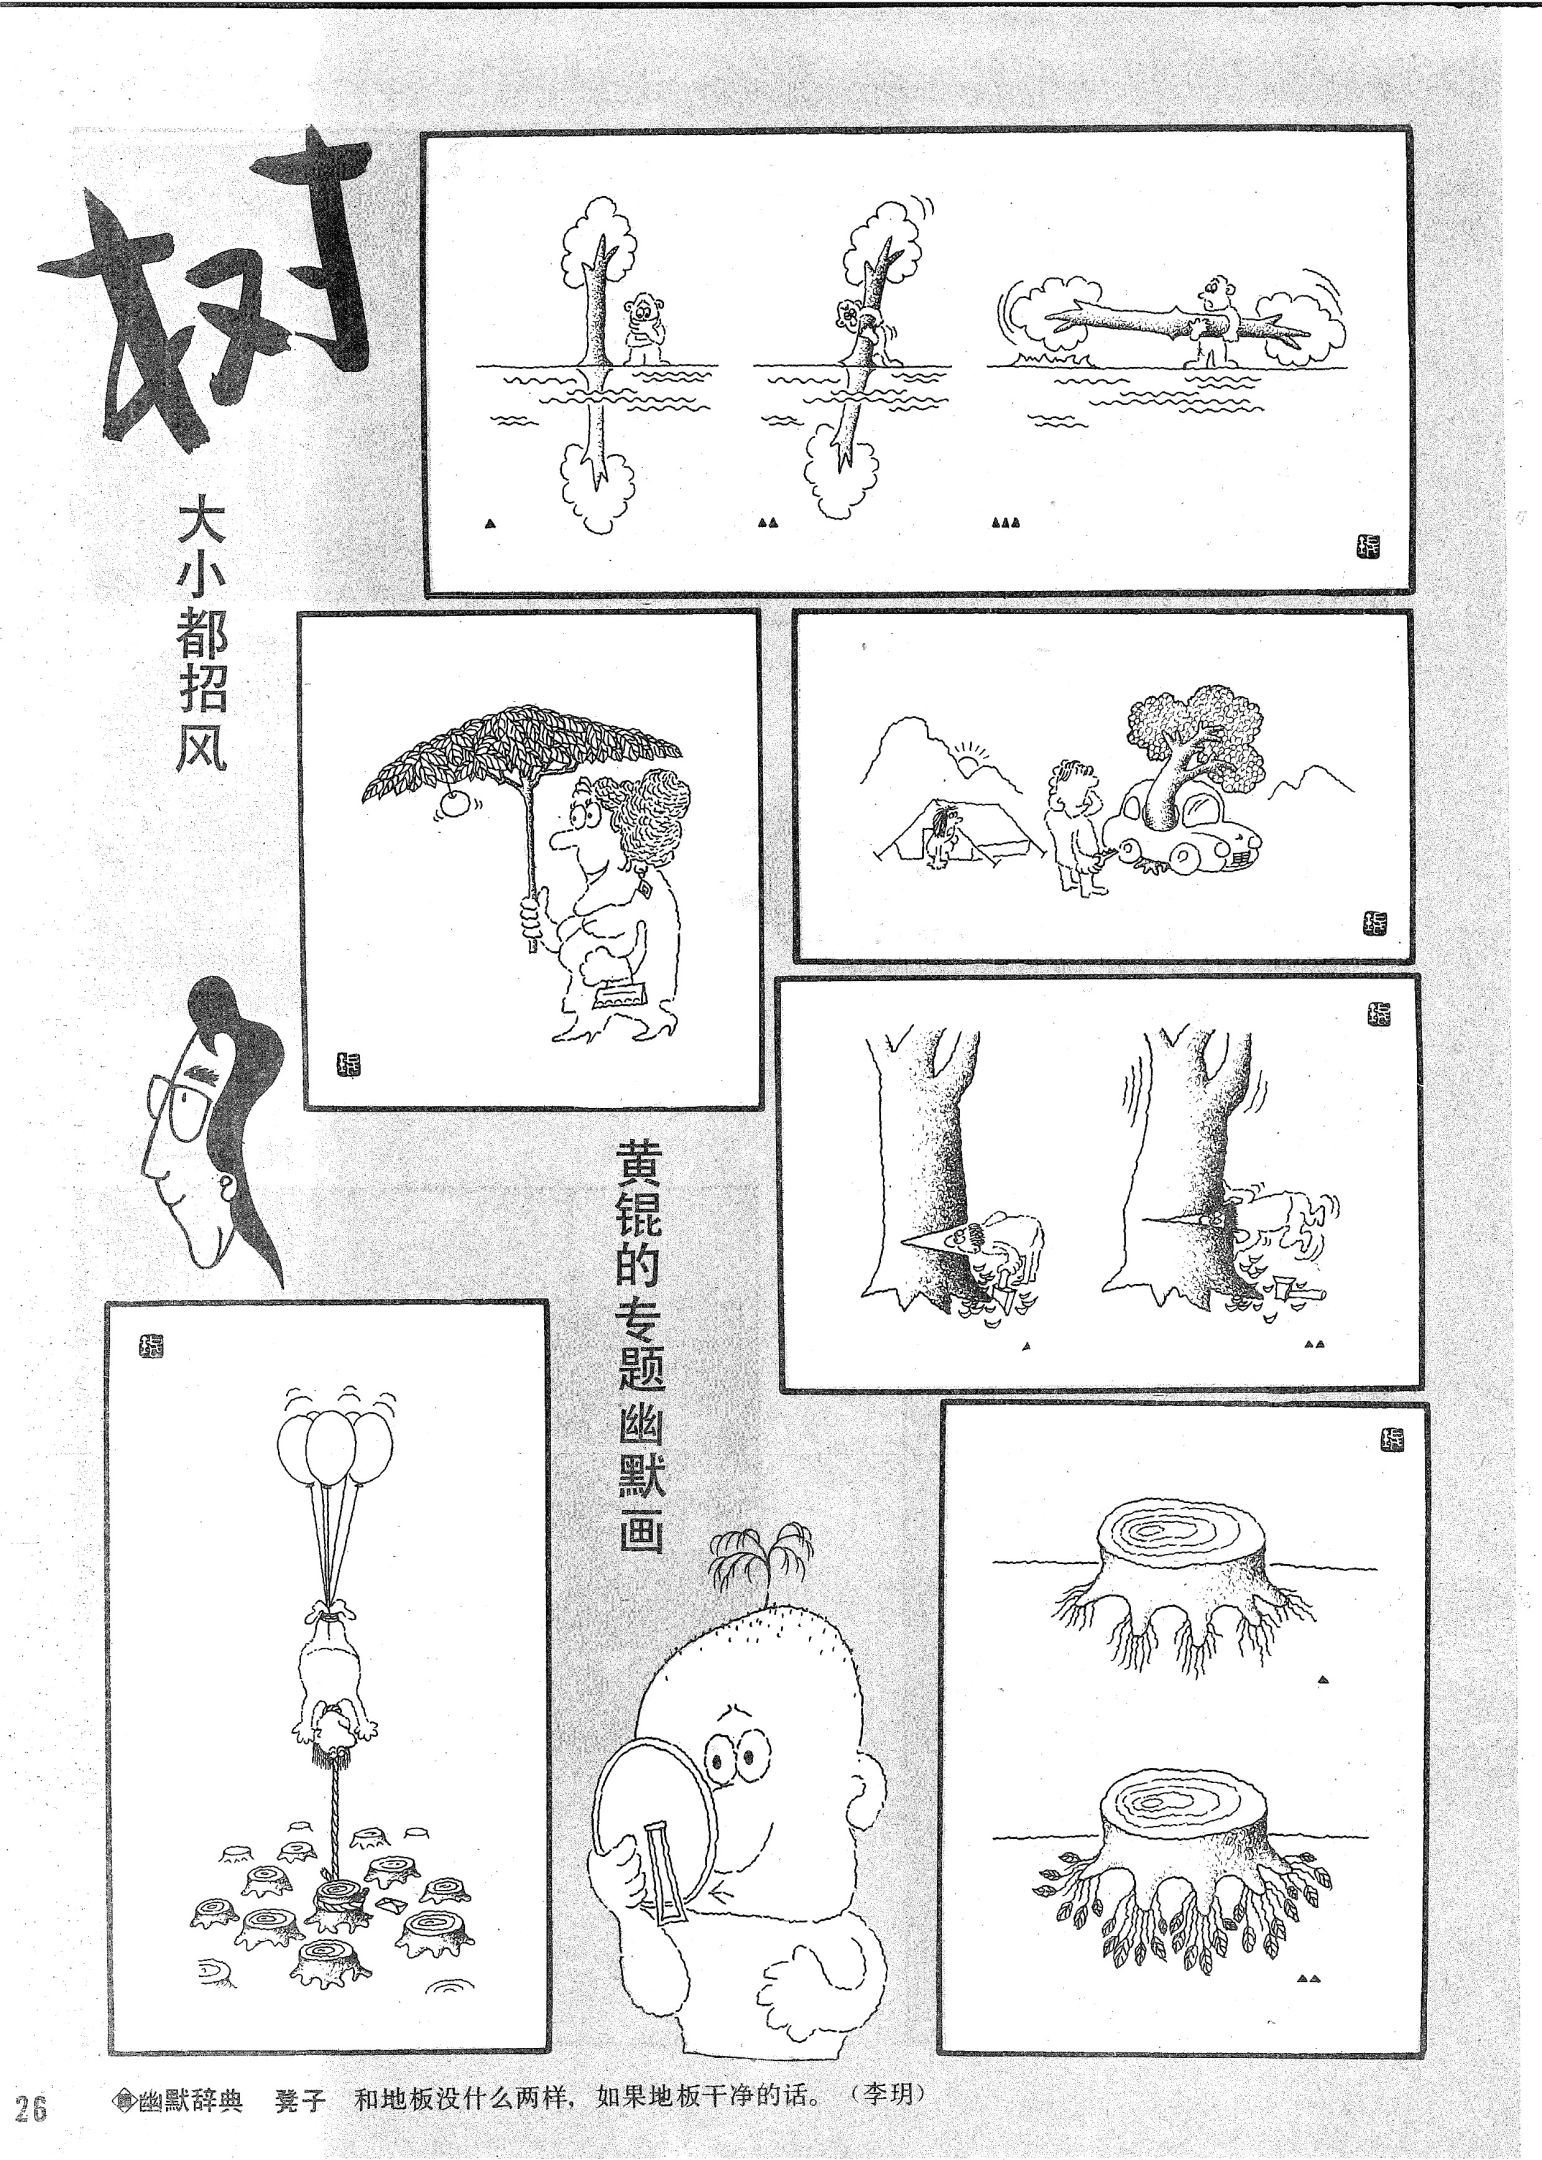 树
大小都招风
黄锟的专题幽默画
幽默辞典 凳子 和地板没什么两样，如果地板干净的话。（李玥）
26